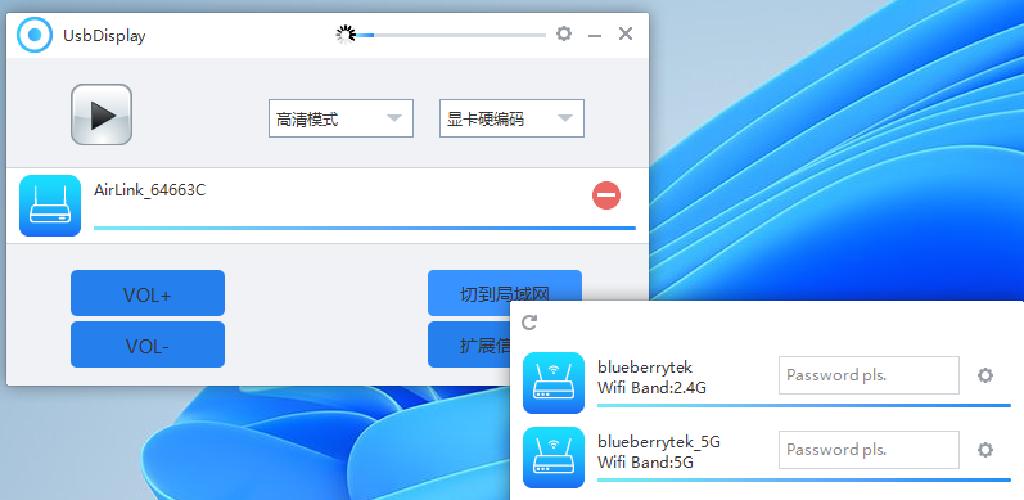 UsbDisplay
高清模式
显卡硬编码
AirLink_64663C
VOL+
切到局域网
VOL-
扩展信
blueberrytek
Wifi Band:2.4G
Password pls.
blueberrytek_5G
Wifi Band:5G
Password pls.